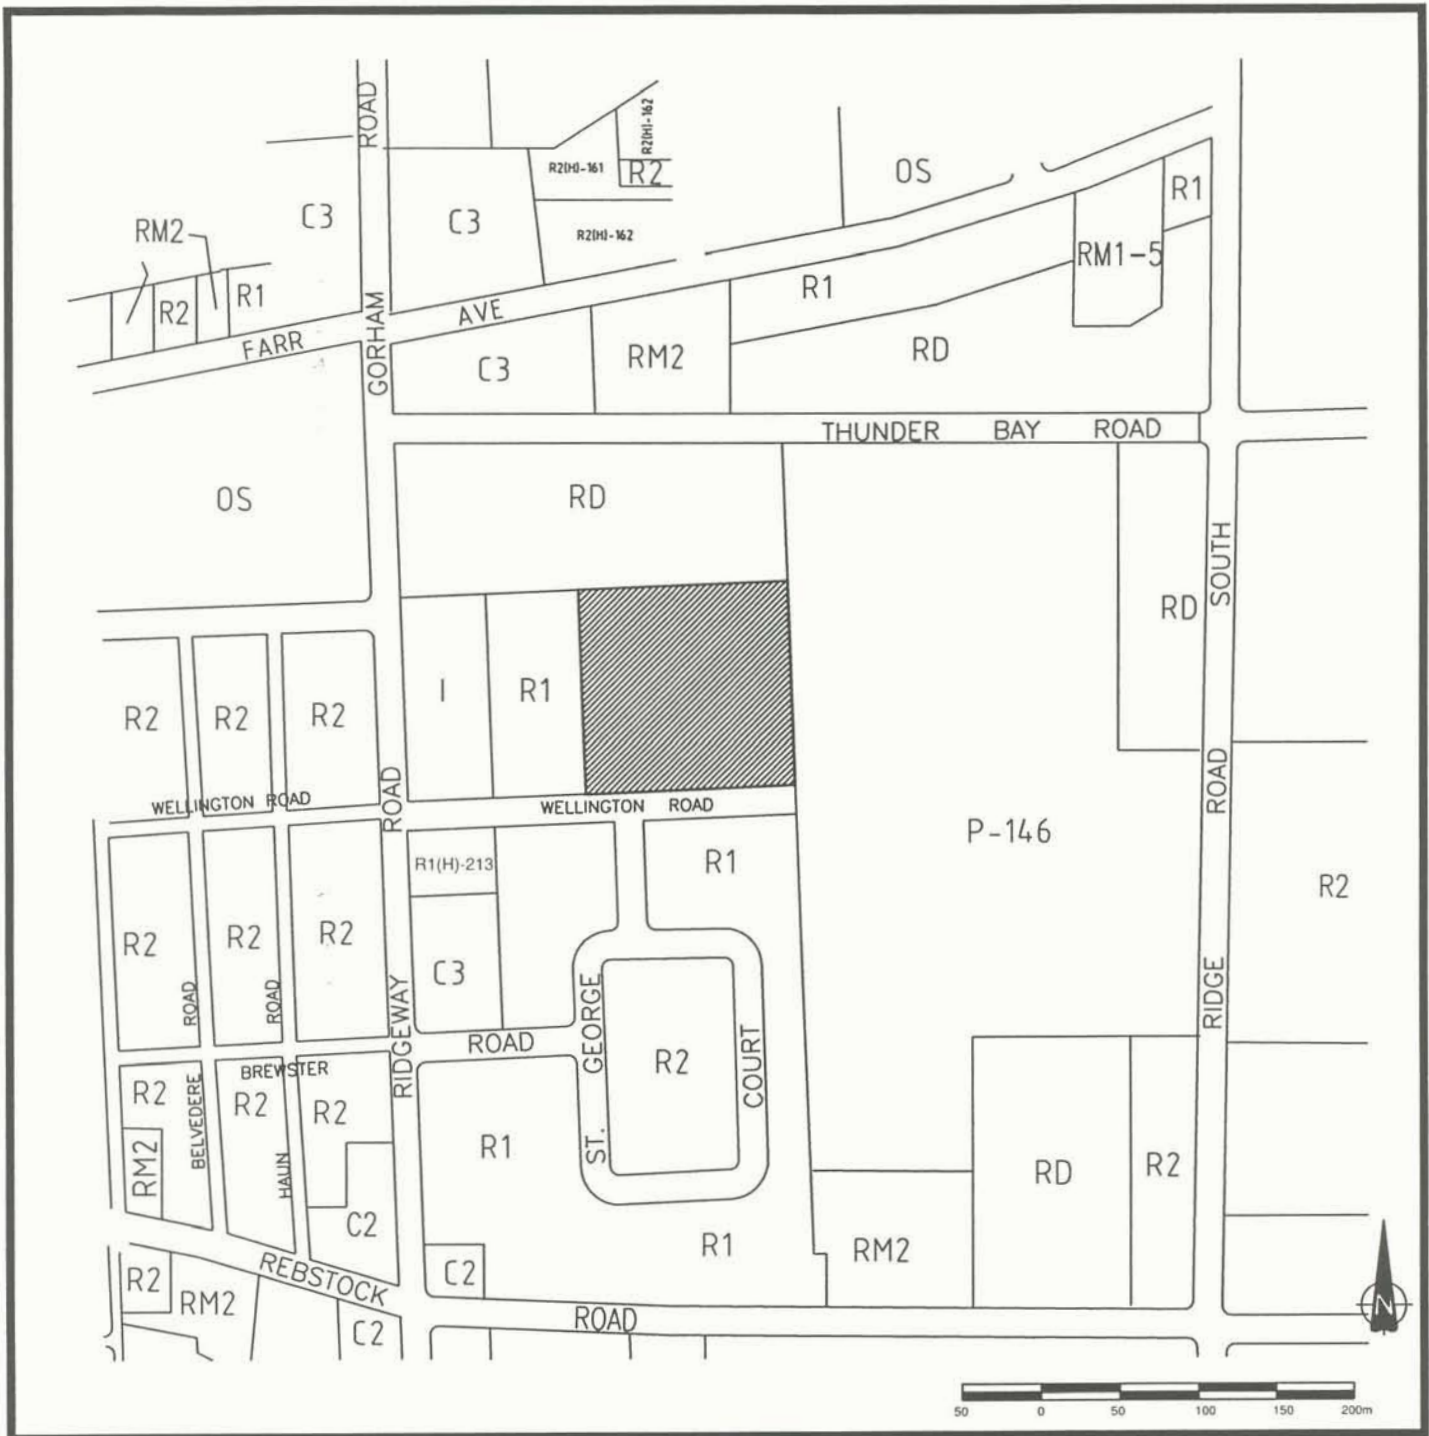 ROAD
R2(H)-162
R2(H)-161
R2
OS
R1
C3
C3
RM2
R2(H)-162
RM1-5
R2
R1
R1
GORHAM
AVE
FARR
C3
RM2
RD
THUNDER BAY ROAD
OS
RD
SOUTH
RD
I
R1
R2
R2
R2
ROAD
ROAD
WELLINGTON ROAD
WELLINGTON ROAD
P-146
R1(H)-213
R1
R2
R2
R2
R2
C3
ROAD
ROAD
RIDGEWAY
ST. GEORGE
COURT
RIDGE
ROAD
BREWSTER
R2
R2
R2
R2
BELVEDERE
HAUN
RM2
R1
RD
R2
C2
R1
RM2
REBSTOCK
R2
RM2
C2
C2
ROAD
N
50 0 50 100 150 200m